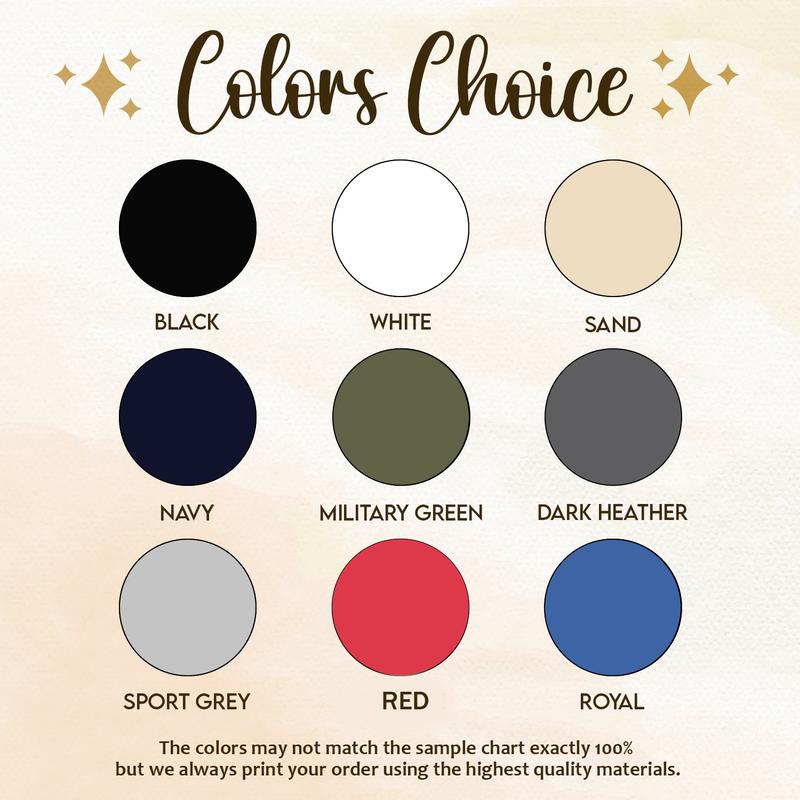 Colors Choice
BLACK
WHITE
SAND
NAVY
MILITARY GREEN
DARK HEATHER
SPORT GREY
RED
ROYAL
The colors may not match the sample chart exactly 100%
but we always print your order using the highest quality materials.